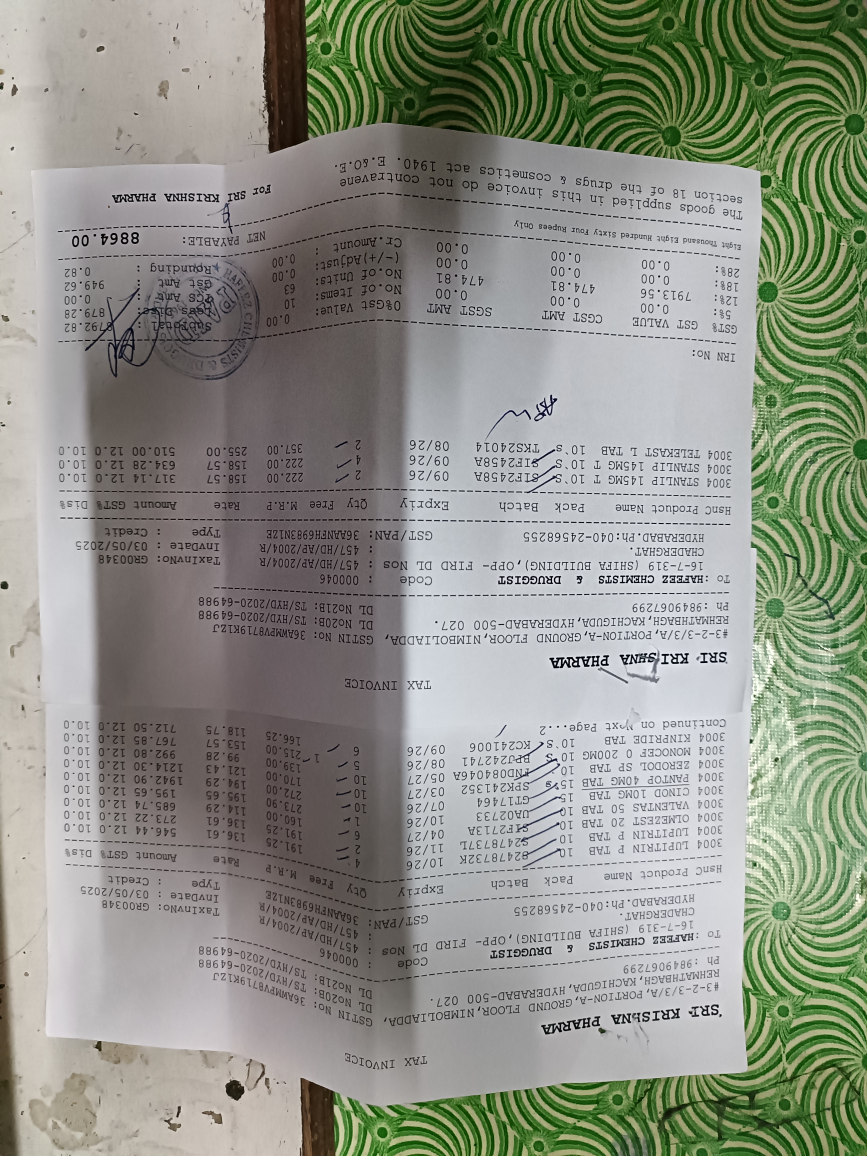 TAX INVOICE
SRI KRISHNA PHARMA
#3-2-3/3/A, PORTION-A, GROUND FLOOR,NIMBOLIADDA, GSTIN No: 36AWMPV8719K1ZJ
REHMATHBAGH,KACHIGUDA,HYDERABAD-500 027. DL No20B: TS/HYD/2020-64988
Ph :9849067299 DL No21B: TS/HYD/2020-64988
To :HAFEEZ CHEMISTS & DRUGGIST Code : 000046 TaxInvNo: GR00348
16-7-319 (SHIFA BUILDING),OPP- FIRD DL Nos : 457/HD/AP/2004/R InvDate : 03/05/2025
CHADERGHAT. : 457/HD/AP/2004/R Type : Credit
HYDERABAD.Ph:040-24568255 GST/PAN: 36AANFH6983N1ZE
Hsnc Product Name Pack Batch Expriy Qty Free M.R.P Rate Amount GST% Dis%
3004 P TAB 10 10/26 4 191.25 136.61 546.44 12.0 10.0
3004 P TAB 10 11/26 2 191.25 136.61 273.22 12.0 10.0
3004 OLMEZEST 20 TAB 10 SIF2713A 04/27 6 160.00 114.29 685.74 12.0 10.0
3004 VALENTAS 50 TAB 10 UA02733 10/26 1 273.90 195.65 195.65 12.0 10.0
3004 CINOD 10MG TAB 15 GT17464 07/26 10 272.00 194.29 1942.90 12.0 10.0
3004 PANTOP 40MG TAB 15's SPK241352 03/27 10 170.00 121.43 1214.30 12.0 10.0
3004 ZERODOL SP TAB 10 FND08406A 05/27 10 139.00 99.28 992.80 12.0 10.0
3004 MONOCEF O 200MG 10's 08/26 5 1 215.00 153.57 767.85 12.0 10.0
3004 KINPRIDE TAB 10's KC241006 09/26 6 166.25 118.75 712.50 12.0 10.0
Continued on Next Page...2
TAX INVOICE
SRI KRISHNA PHARMA
#3-2-3/3/A, PORTION-A, GROUND FLOOR,NIMBOLIADDA, GSTIN No: 36AWMPV8719K1ZJ
REHMATHBAGH,KACHIGUDA,HYDERABAD-500 027. DL No20B: TS/HYD/2020-64988
Ph :9849067299 DL No21B: TS/HYD/2020-64988
To :HAFEEZ CHEMISTS & DRUGGIST Code : 000046 TaxInvNo: GR00348
16-7-319 (SHIFA BUILDING),OPP- FIRD DL Nos : 457/HD/AP/2004/R InvDate : 03/05/2025
CHADERGHAT. : 457/HD/AP/2004/R Type : Credit
HYDERABAD.Ph:040-24568255 GST/PAN: 36AANFH6983N1ZE
Hsnc Product Name Pack Batch Expriy Qty Free M.R.P Rate Amount GST% Dis%
3004 STANLIP 145MG T 10's SIF2458A 09/26 2 222.00 158.57 317.14 12.0 10.0
3004 STANLIP 145MG T 10's SIF2458A 09/26 4 222.00 158.57 634.28 12.0 10.0
3004 TELEKAST L TAB 10's TKS24014 08/26 2 357.00 255.00 510.00 12.0 10.0
IRN No:
GST% GST VALUE CGST AMT SGST AMT 0%Gst Value: 0.00 SubTotal : 8792.82
5%: 0.00 0.00 0.00 No.of Items: 10 Less Disc: 879.28
12%: 7913.56 474.81 474.81 No.of Units: 63 Pcs Amt : 0.00
18%: 0.00 0.00 0.00 (-/+)Adjust: 0.00 Gst Amt : 949.62
28%: 0.00 0.00 0.00 Cr.Amount : 0.00 Rounding : 0.82
HAFEEZ CHEMISTS &
Eight Thousand Eight Hundred Sixty Four Rupees Only NET PAYABLE: 8864.00
The goods supplied in this invoice do not contravene
section 18 of the drugs & cosmetics act 1940. E.&O.E.
For SRI KRISHNA PHARMA